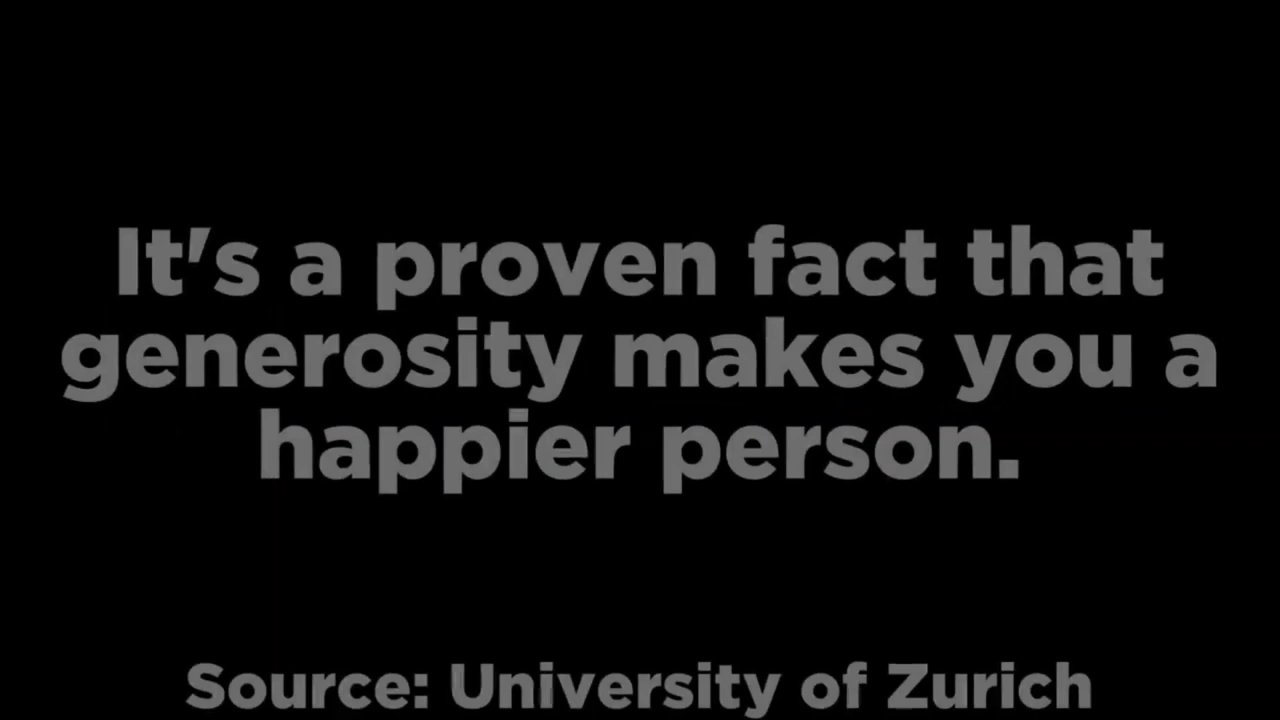 It's a proven fact that
generosity makes you a
happier person.
Source: University of Zurich